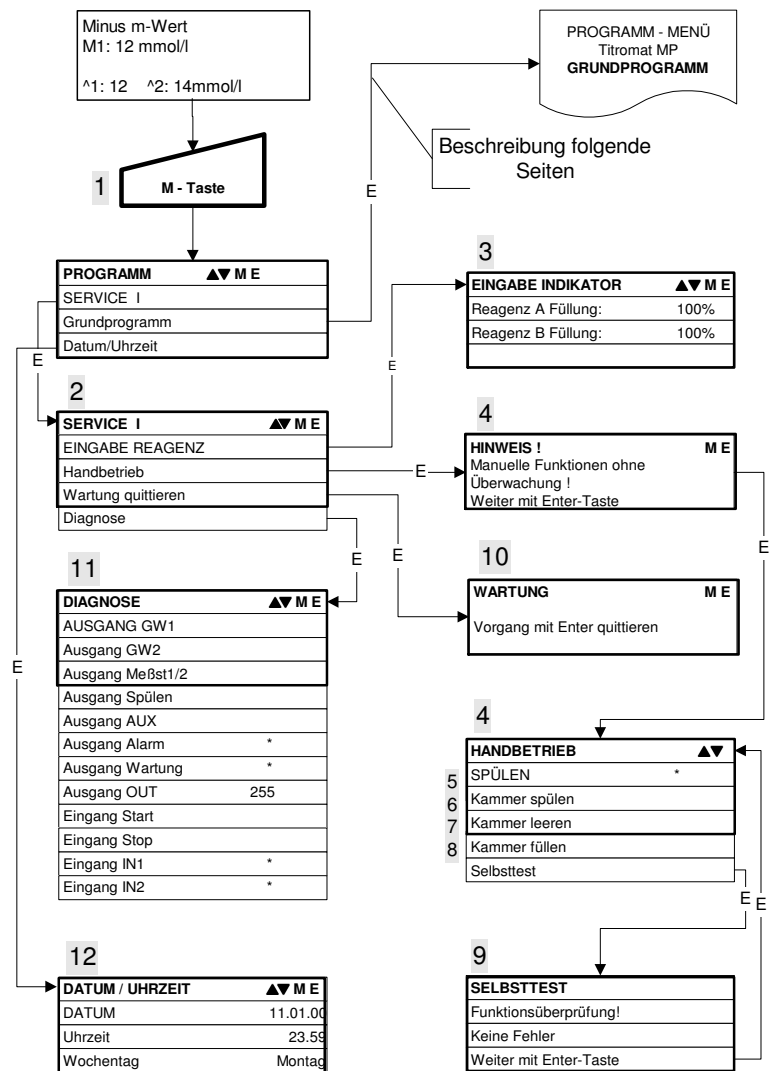 Minus m-Wert
M1: 12 mmol/l
^1: 12 ^2: 14mmol/l
PROGRAMM - MENÜ
Titromat MP
GRUNDPROGRAMM
Beschreibung folgende
Seiten
E
1
M - Taste
PROGRAMM ▲▼ M E
SERVICE I
Grundprogramm
Datum/Uhrzeit
E
3
EINGABE INDIKATOR ▲▼ M E
Reagenz A Füllung: 100%
Reagenz B Füllung: 100%
E
2
SERVICE I ▲▼ M E
EINGABE REAGENZ
Handbetrieb
Wartung quittieren
Diagnose
E
4
HINWEIS ! M E
Manuelle Funktionen ohne
Überwachung !
Weiter mit Enter-Taste
E
E
E
10
WARTUNG M E
Vorgang mit Enter quittieren
11
DIAGNOSE ▲▼ M E
AUSGANG GW1
Ausgang GW2
Ausgang Meßst1/2
Ausgang Spülen
Ausgang AUX
Ausgang Alarm *
Ausgang Wartung *
Ausgang OUT 255
Eingang Start
Eingang Stop
Eingang IN1 *
Eingang IN2 *
E
4
HANDBETRIEB ▲▼
5 SPÜLEN *
6 Kammer spülen
7 Kammer leeren
8 Kammer füllen
Selbsttest
E
E
12
DATUM / UHRZEIT ▲▼ M E
DATUM 11.01.00
Uhrzeit 23.59
Wochentag Montag
9
SELBSTTEST
Funktionsüberprüfung!
Keine Fehler
Weiter mit Enter-Taste